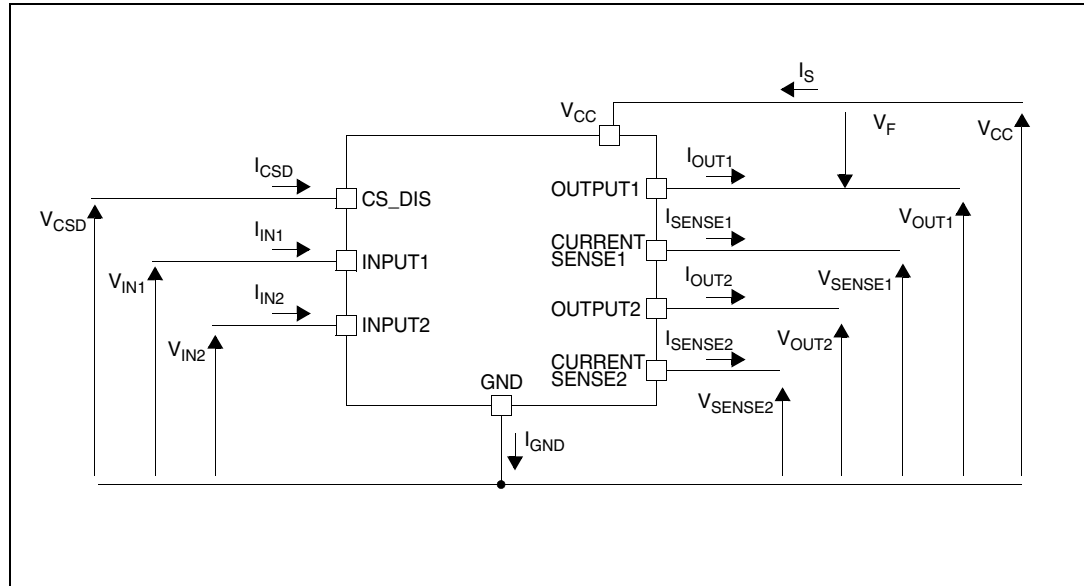 I_S
V_CC
V_F
V_CC
I_CSD
I_OUT1
CS_DIS
OUTPUT1
V_CSD
V_OUT1
I_IN1
I_SENSE1
INPUT1
CURRENT
SENSE1
V_IN1
V_SENSE1
I_IN2
I_OUT2
INPUT2
OUTPUT2
V_IN2
V_OUT2
I_SENSE2
CURRENT
SENSE2
GND
V_SENSE2
I_GND